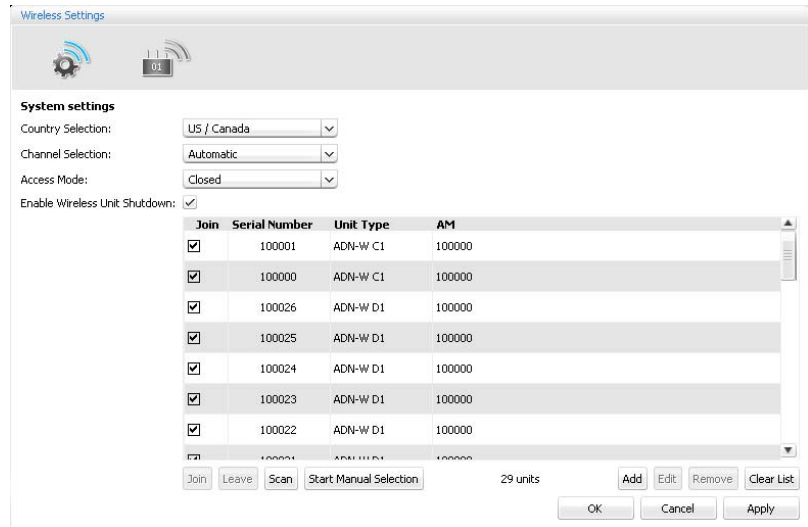 Wireless Settings
01
System settings
Country Selection: US / Canada
Channel Selection: Automatic
Access Mode: Closed
Enable Wireless Unit Shutdown:
Join Serial Number Unit Type AM
100001 ADN-W C1 100000
100000 ADN-W C1 100000
100026 ADN-W D1 100000
100025 ADN-W D1 100000
100024 ADN-W D1 100000
100023 ADN-W D1 100000
100022 ADN-W D1 100000
Join Leave Scan Start Manual Selection 29 units Add Edit Remove Clear List
OK Cancel Apply